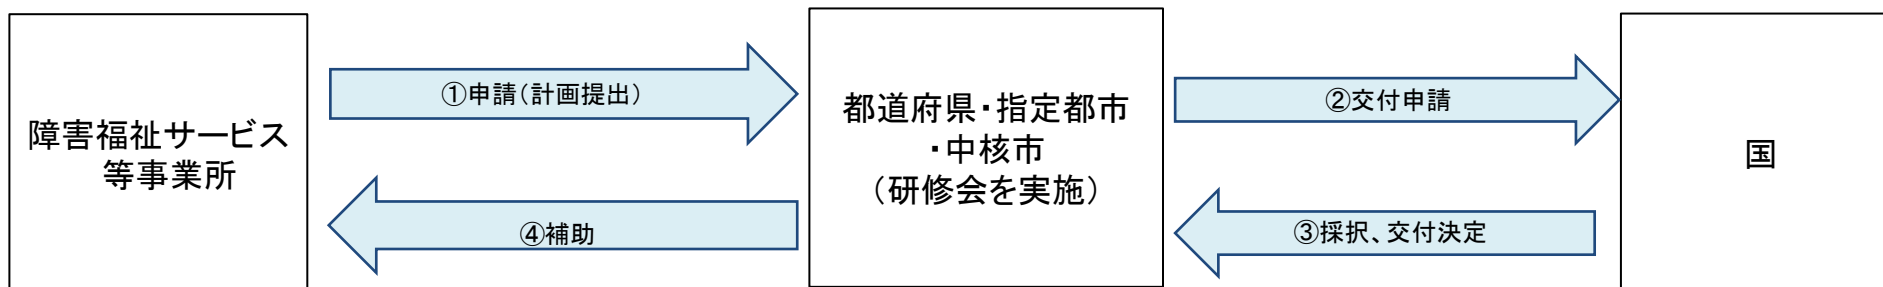 障害福祉サービス
等事業所
①申請(計画提出)
④補助
都道府県・指定都市
・中核市
(研修会を実施)
②交付申請
③採択、交付決定
国